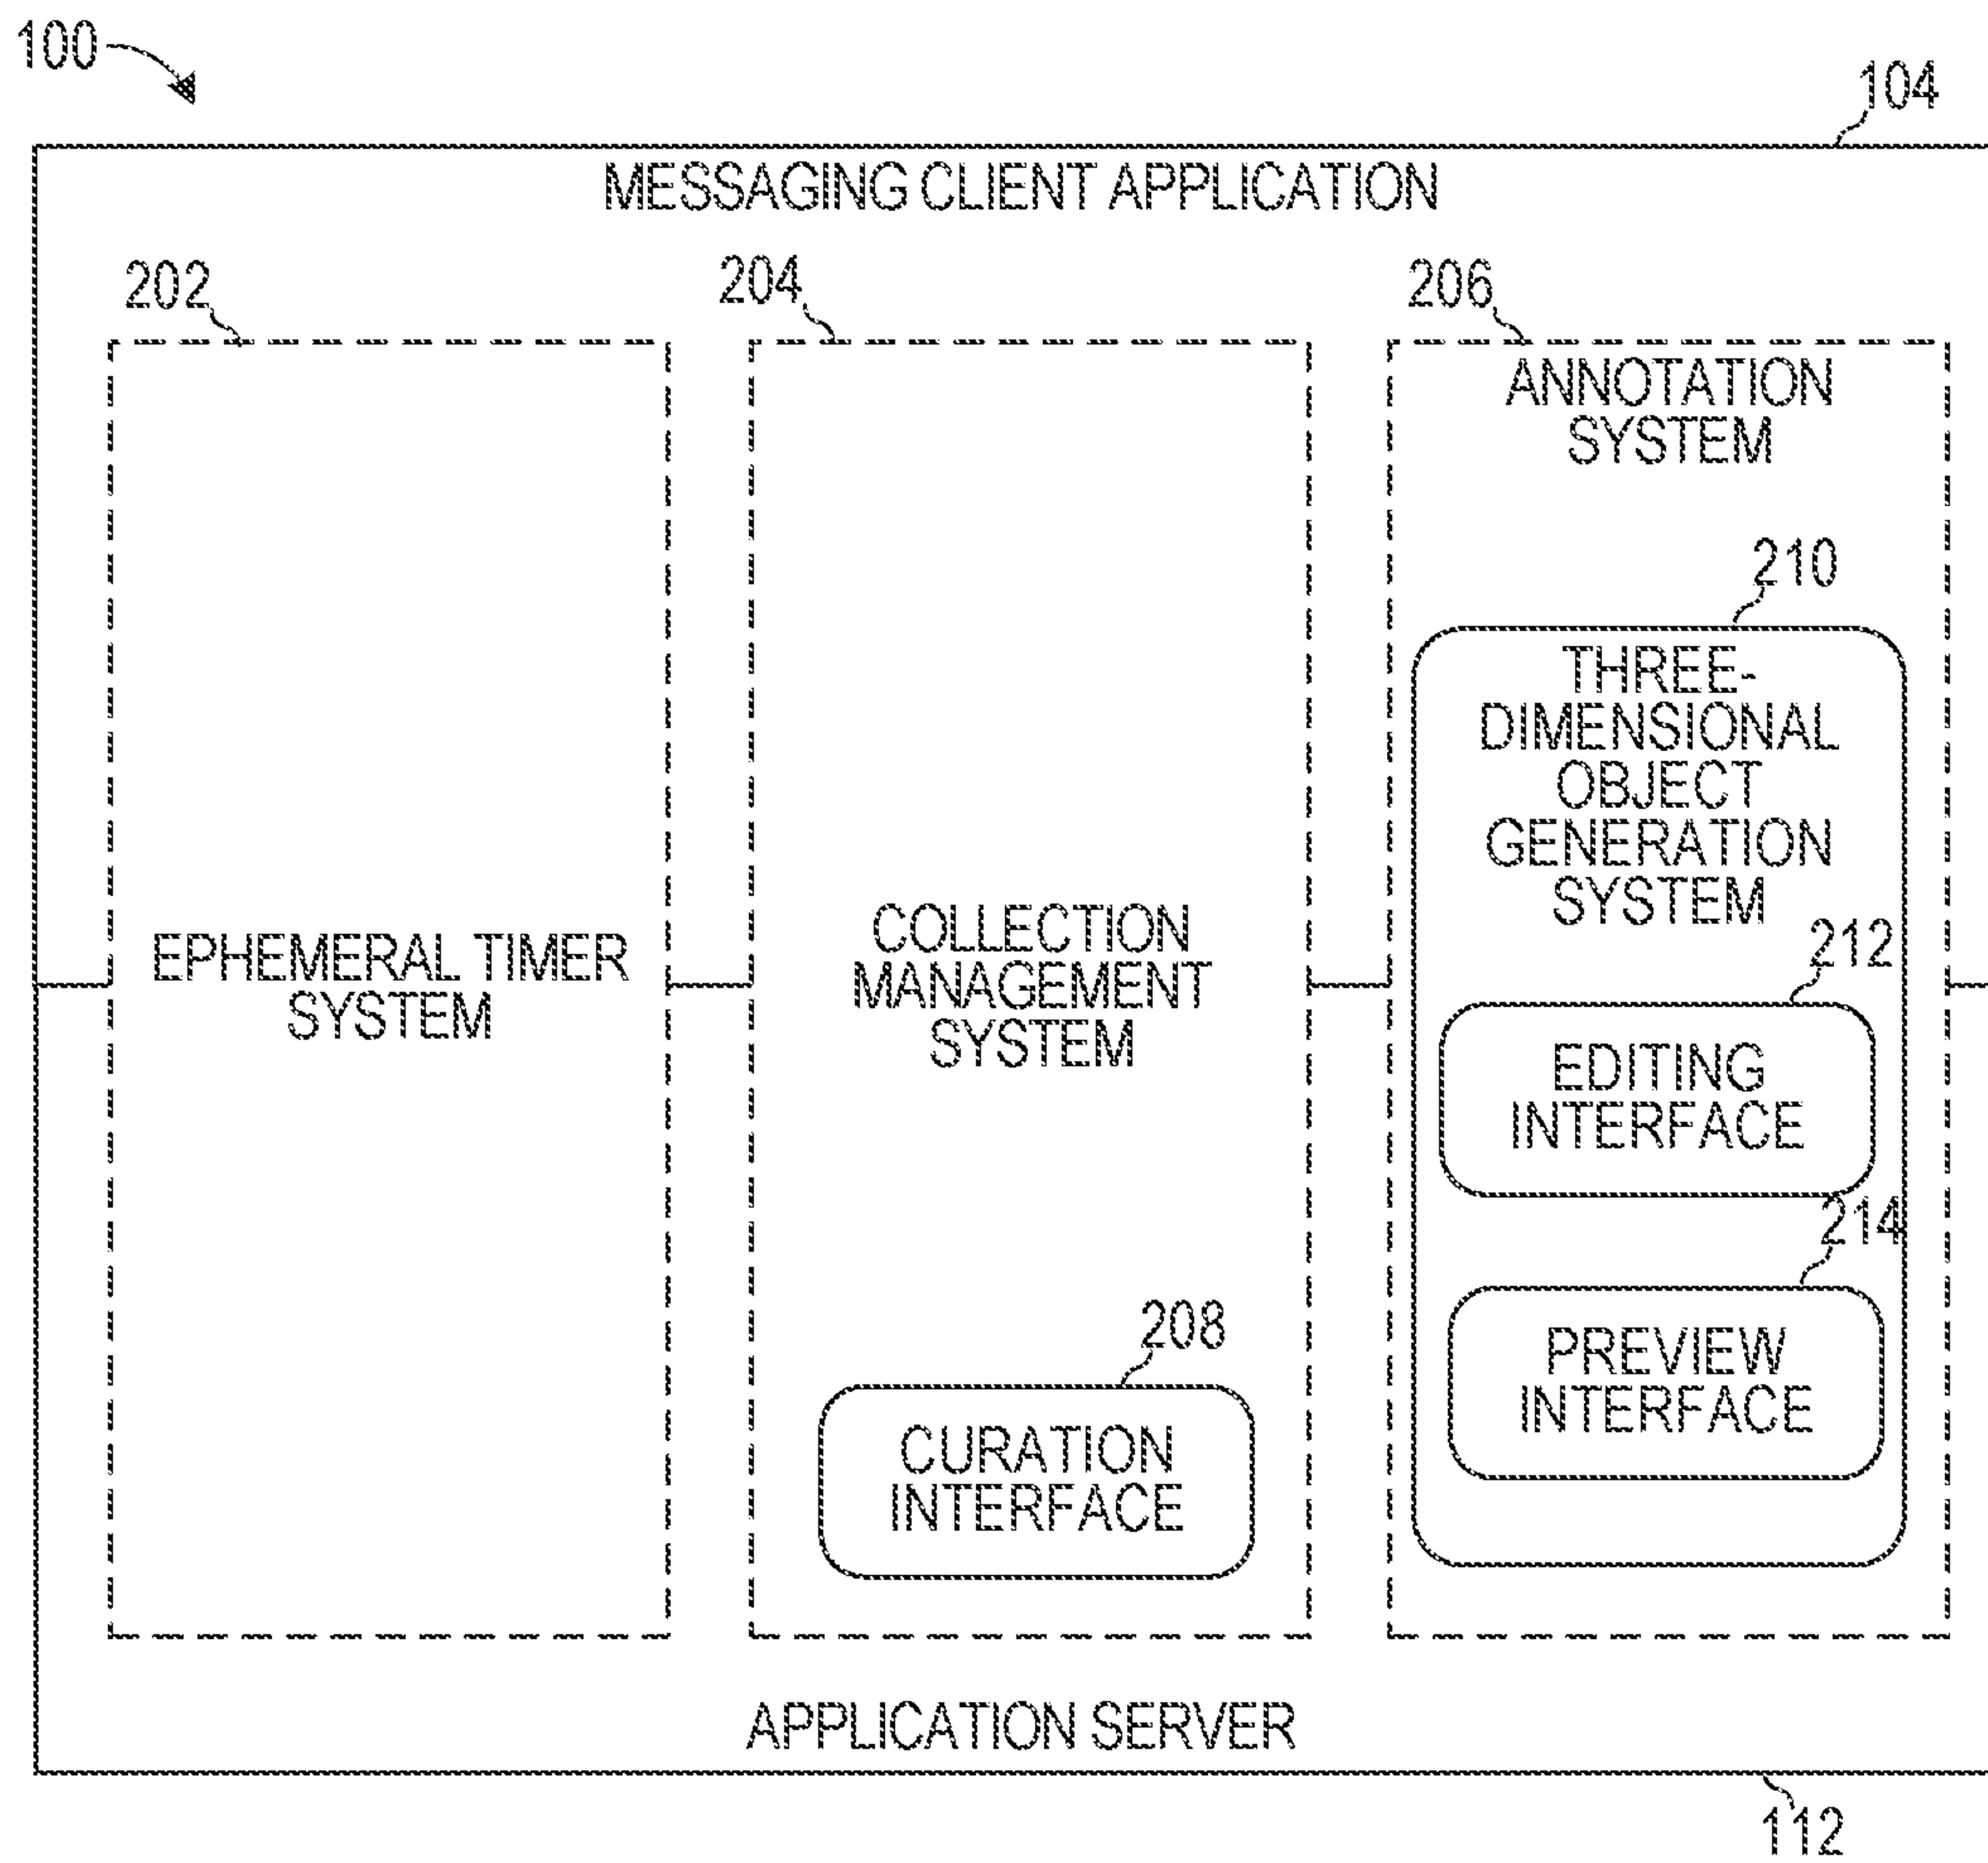 100
104
MESSAGING CLIENT APPLICATION
202
204
206
ANNOTATION
SYSTEM
210
THREE-
DIMENSIONAL
OBJECT
GENERATION
SYSTEM
EPHEMERAL TIMER
SYSTEM
COLLECTION
MANAGEMENT
SYSTEM
212
EDITING
INTERFACE
214
PREVIEW
INTERFACE
208
CURATION
INTERFACE
APPLICATION SERVER
112